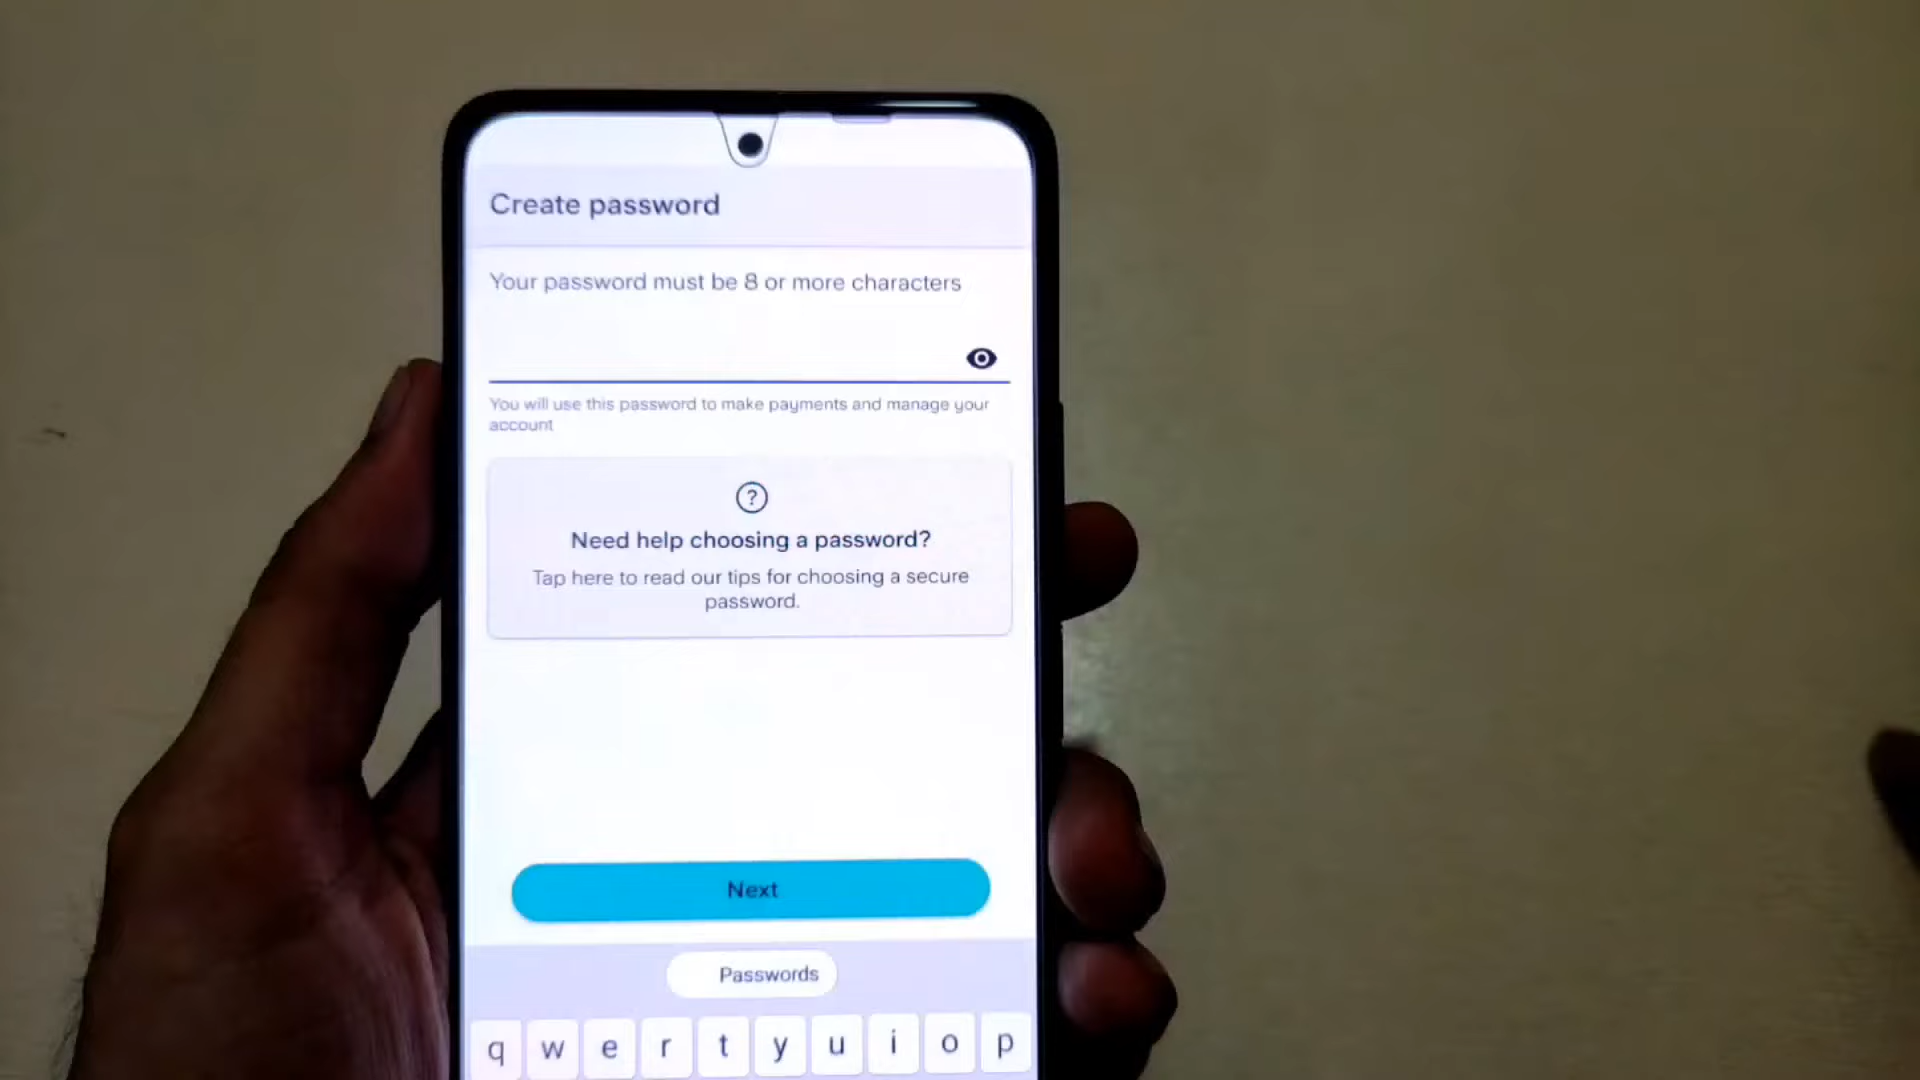 Create password
Your password must be 8 or more characters
You will use this password to make payments and manage your
account
?
Need help choosing a password?
Tap here to read our tips for choosing a secure
password.
Next
Passwords
q w e r t y u i o p